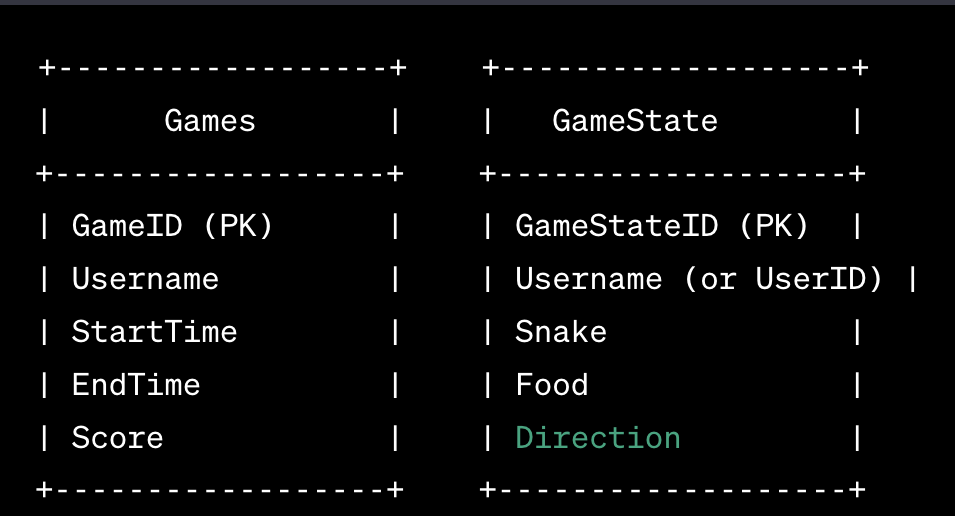 +------------------+    +-------------------+
|      Games       |    |   GameState       |
+------------------+    +-------------------+
| GameID (PK)      |    | GameStateID (PK)  |
| Username         |    | Username (or UserID) |
| StartTime        |    | Snake             |
| EndTime          |    | Food              |
| Score            |    | Direction         |
+------------------+    +-------------------+